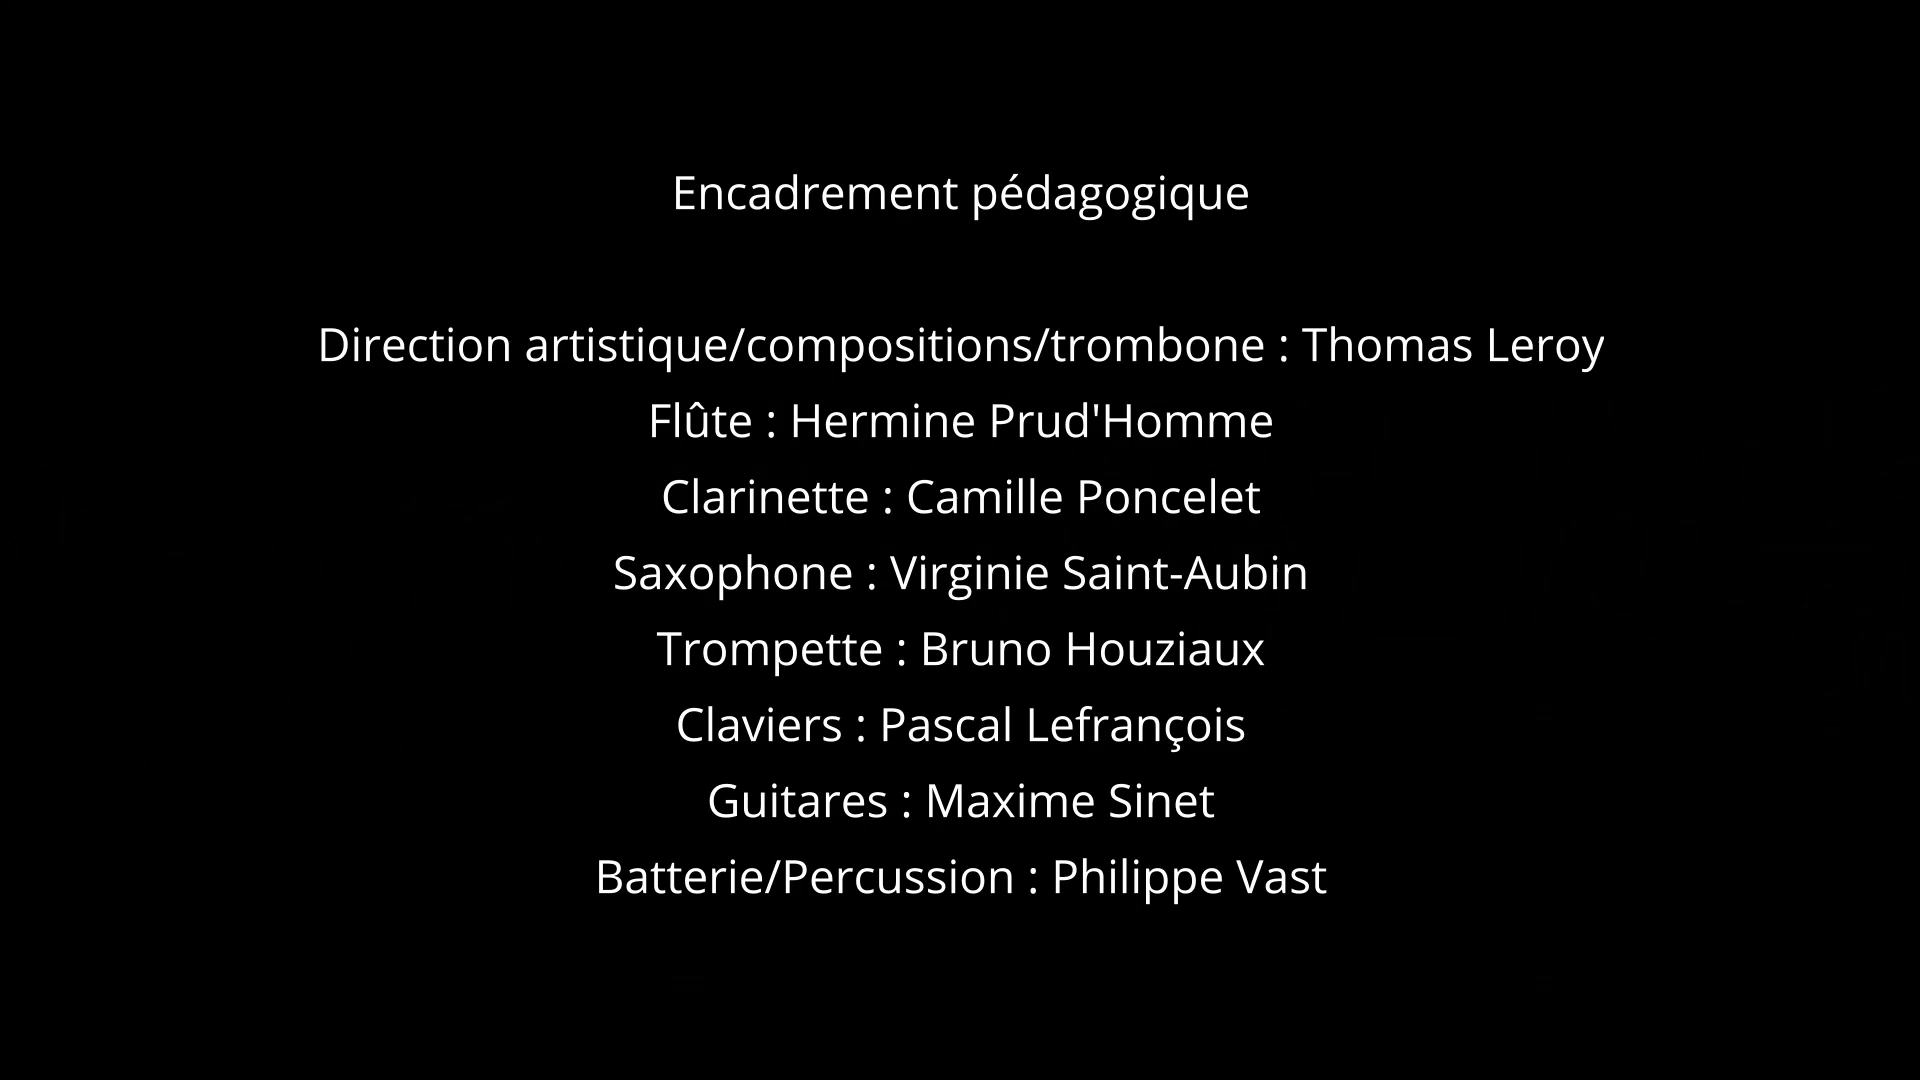 Encadrement pédagogique
Direction artistique/compositions/trombone : Thomas Leroy
Flûte : Hermine Prud'Homme
Clarinette : Camille Poncelet
Saxophone : Virginie Saint-Aubin
Trompette : Bruno Houziaux
Claviers : Pascal Lefrançois
Guitares : Maxime Sinet
Batterie/Percussion : Philippe Vast